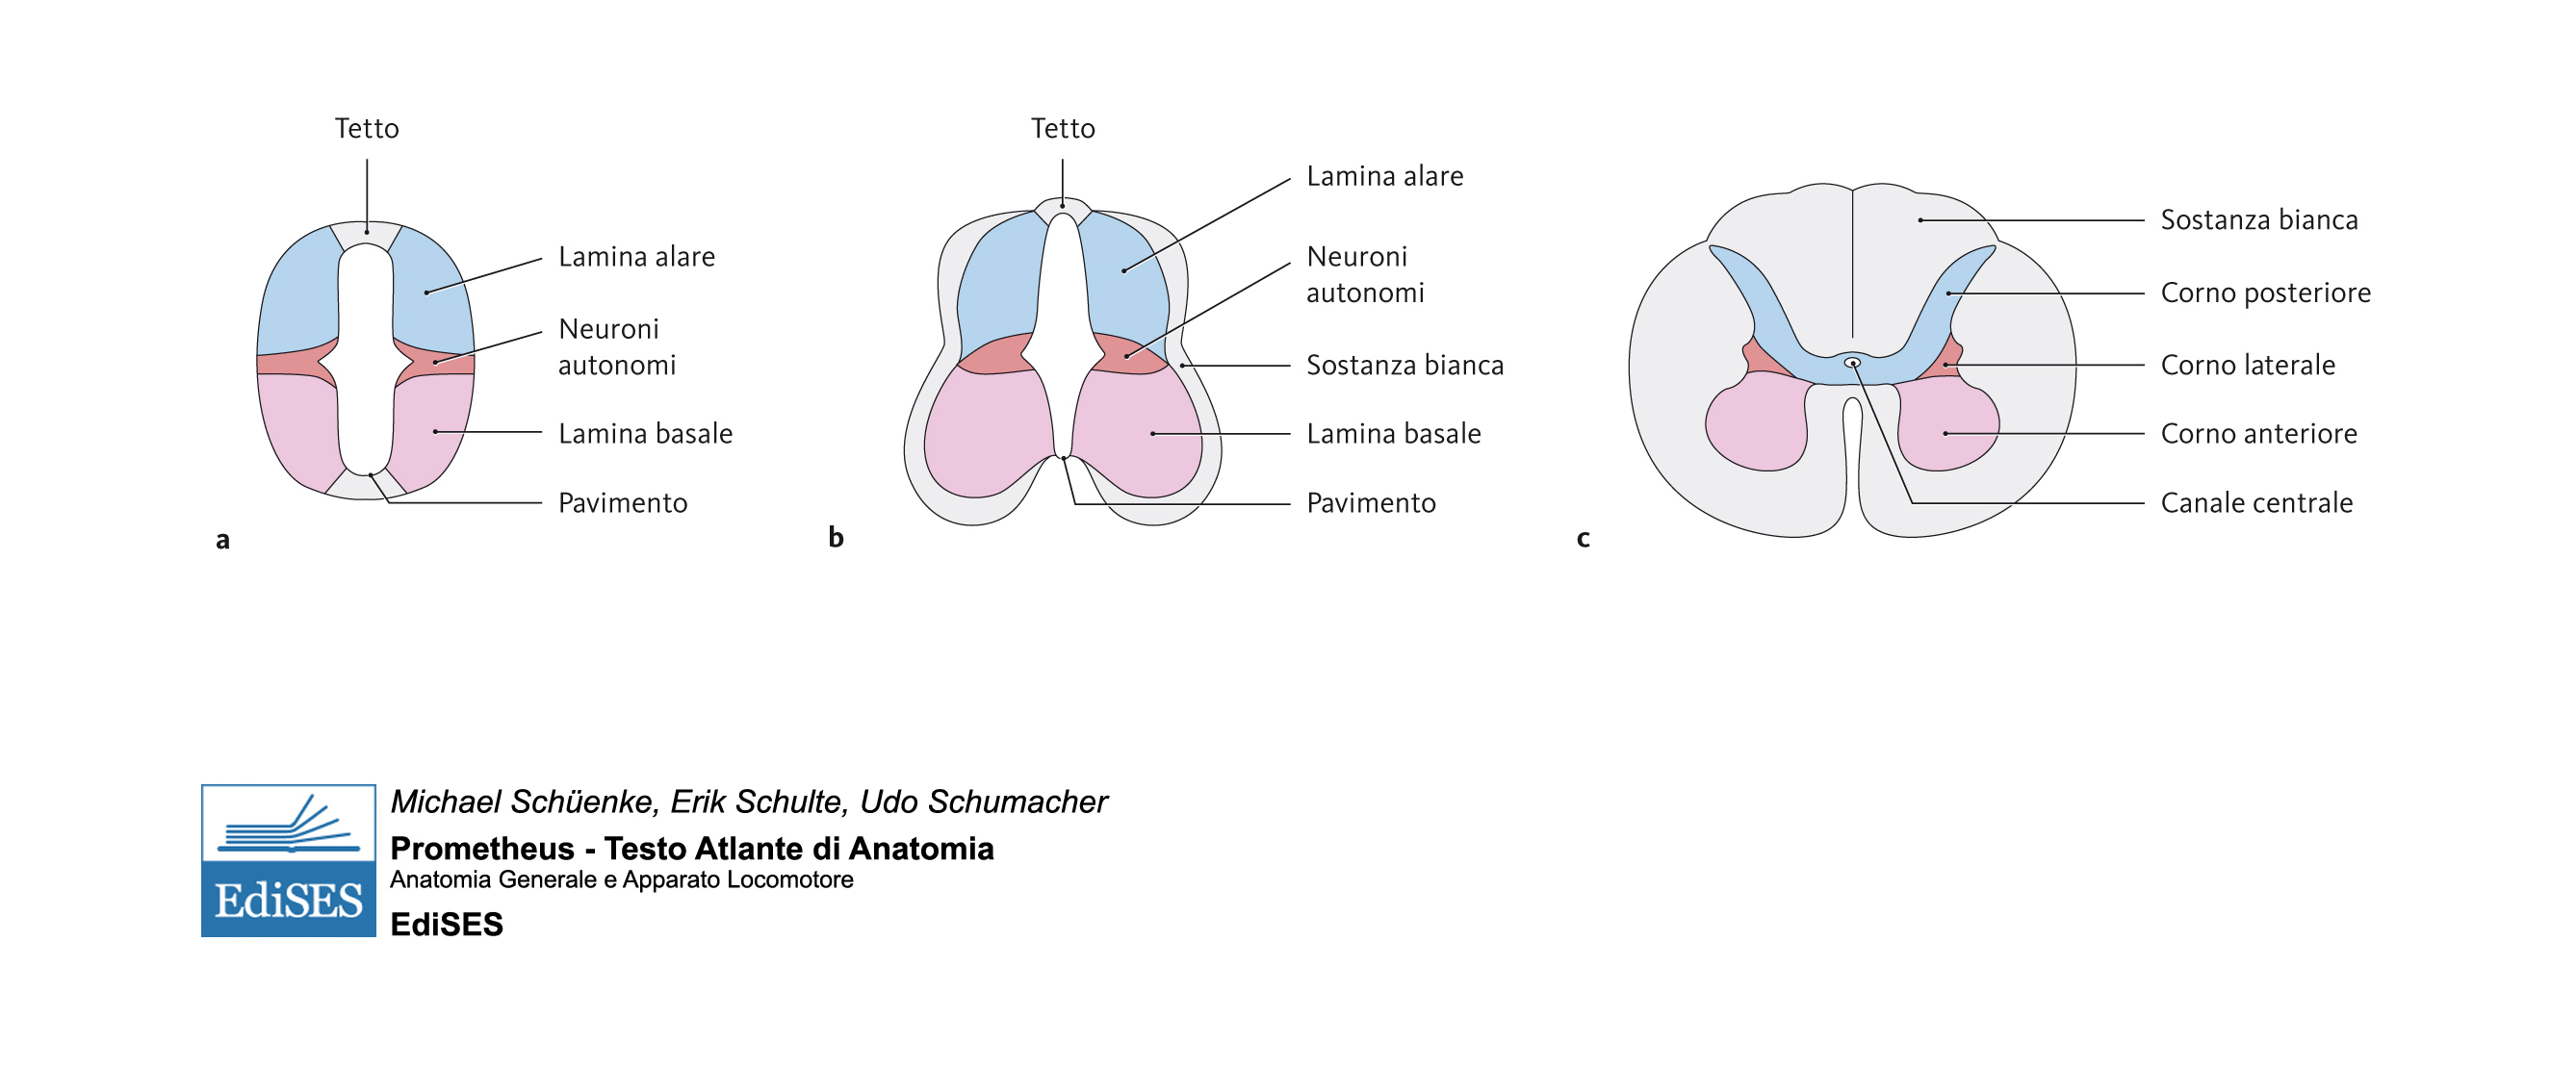 Tetto
Lamina alare
Neuroni
autonomi
Lamina basale
Pavimento
a
Tetto
Lamina alare
Neuroni
autonomi
Sostanza bianca
Lamina basale
Pavimento
b
Sostanza bianca
Corno posteriore
Corno laterale
Corno anteriore
Canale centrale
c
EdiSES
Michael Schüenke, Erik Schulte, Udo Schumacher
Prometheus - Testo Atlante di Anatomia
Anatomia Generale e Apparato Locomotore
EdiSES